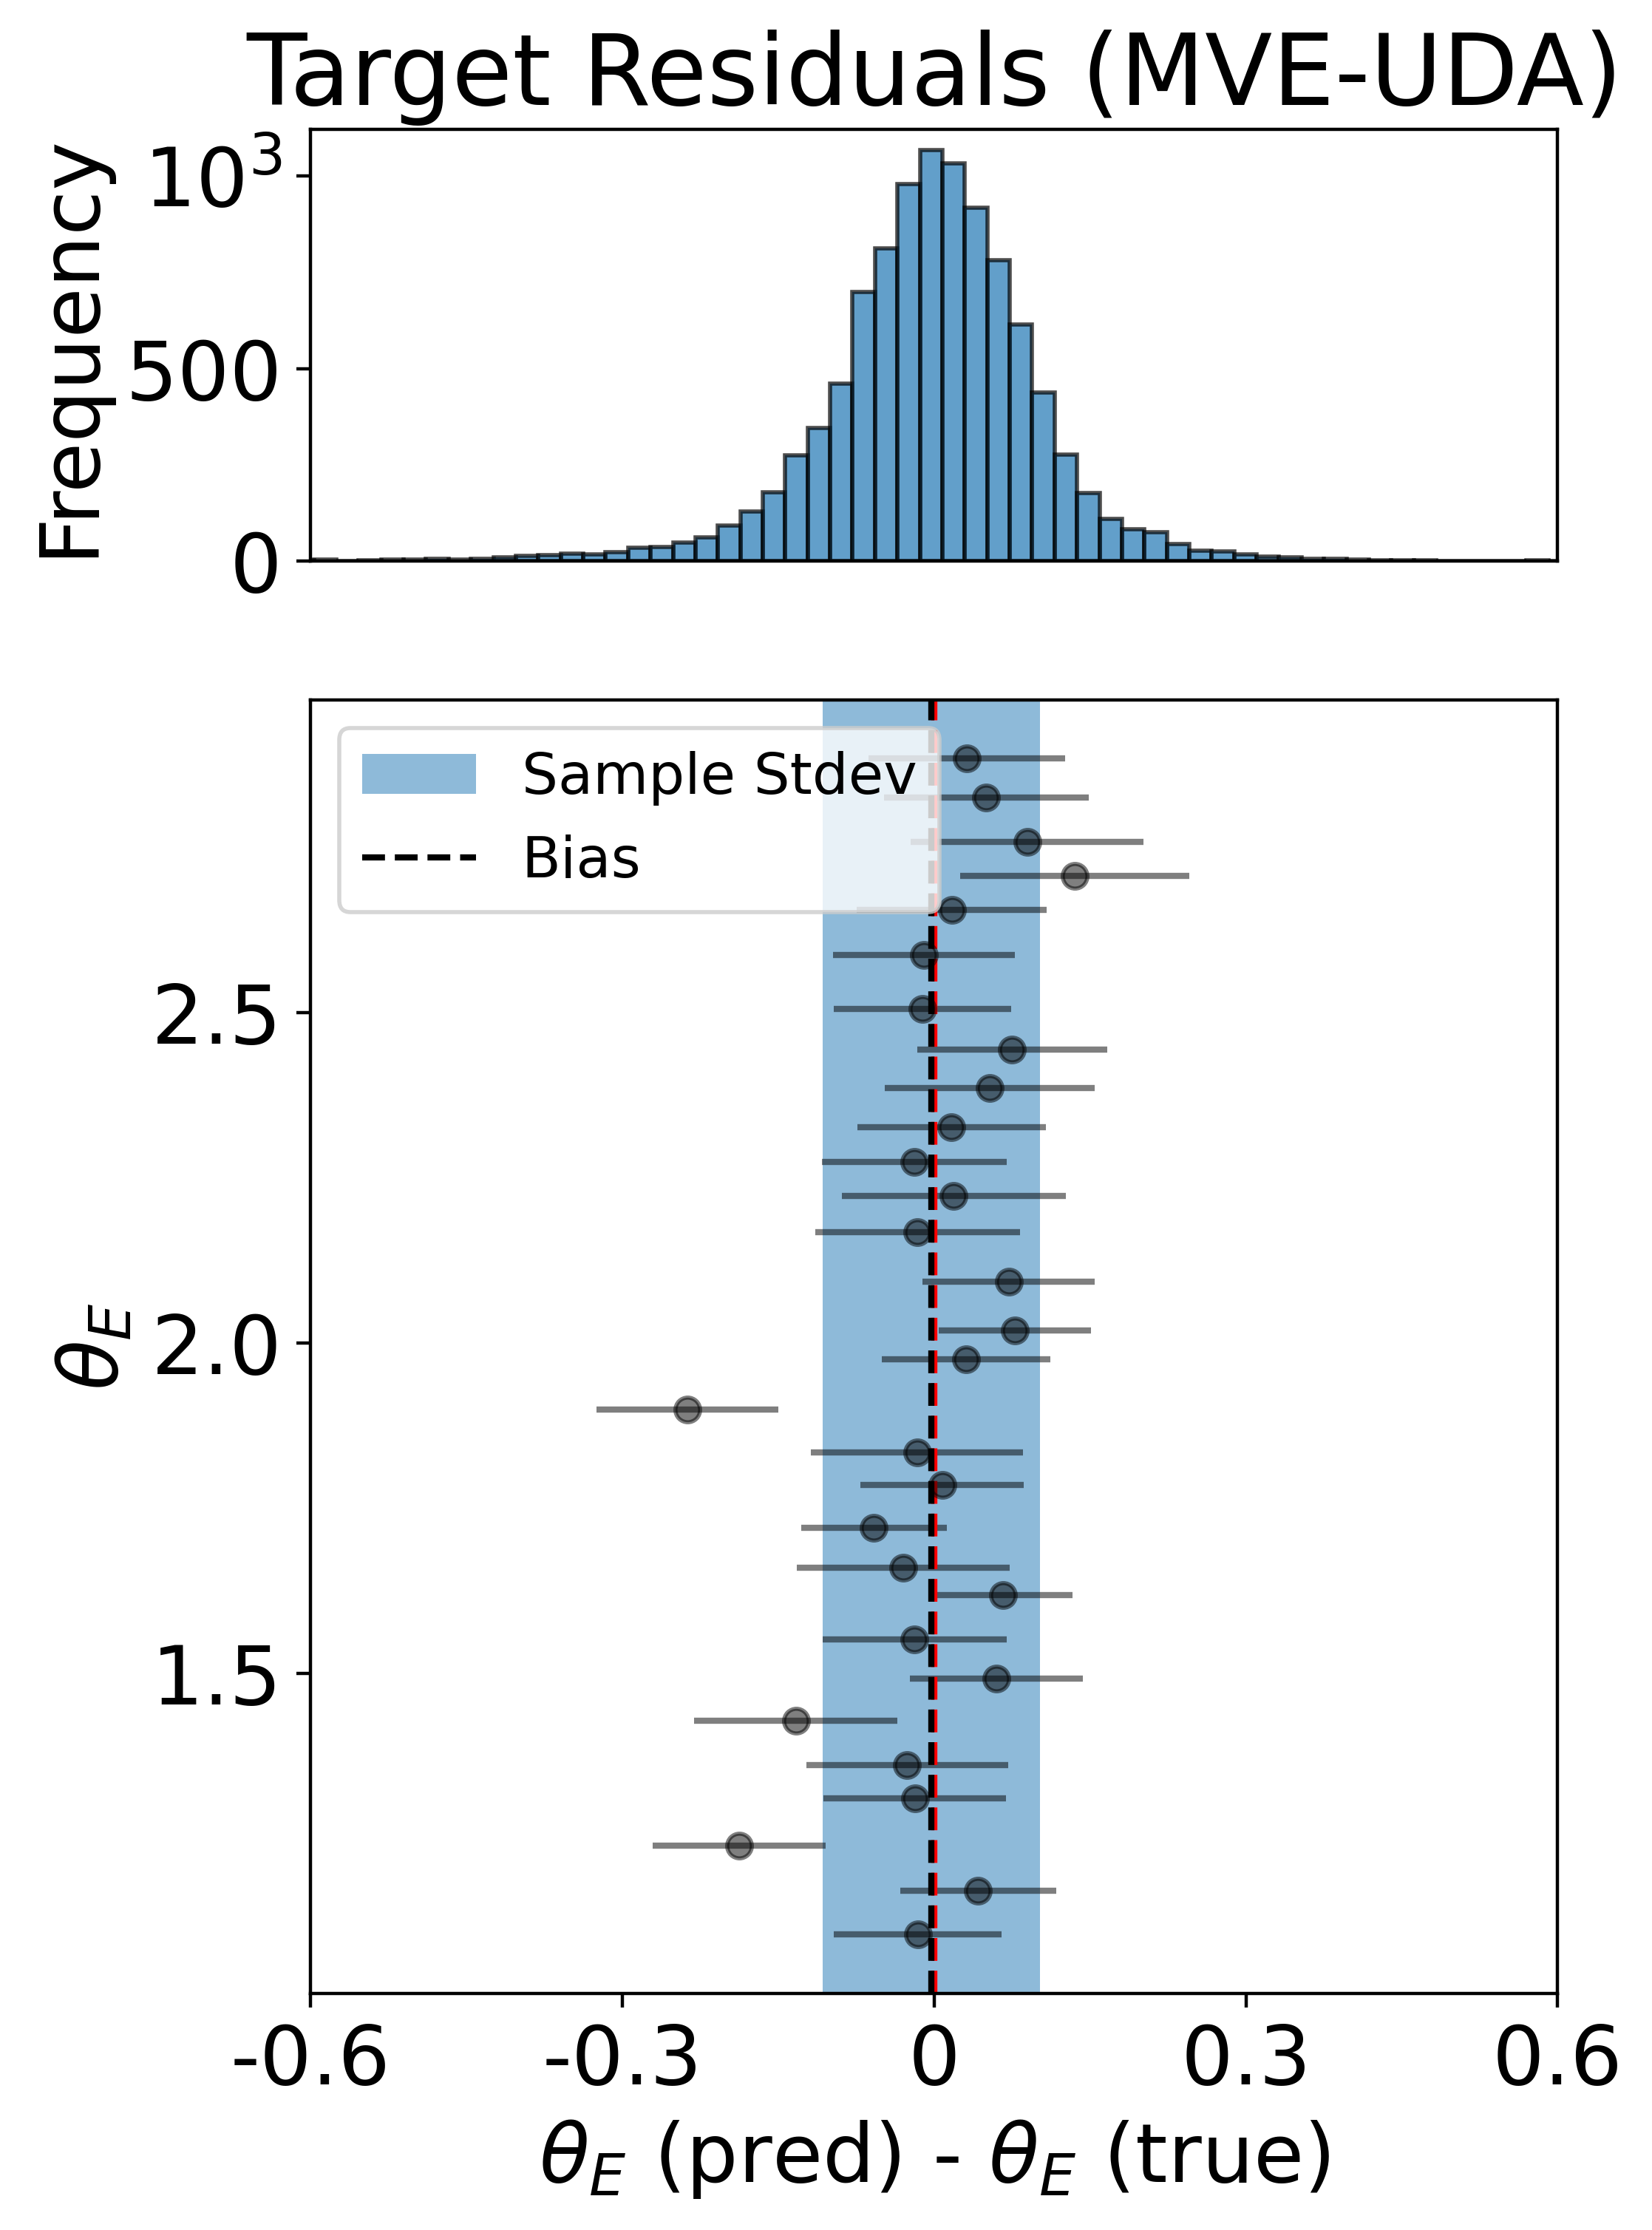 Target Residuals (MVE-UDA)
Frequency
10³
500
0
Sample Stdev
Bias
θ_E
2.5
2.0
1.5
-0.6 -0.3 0 0.3 0.6
θ_E (pred) - θ_E (true)